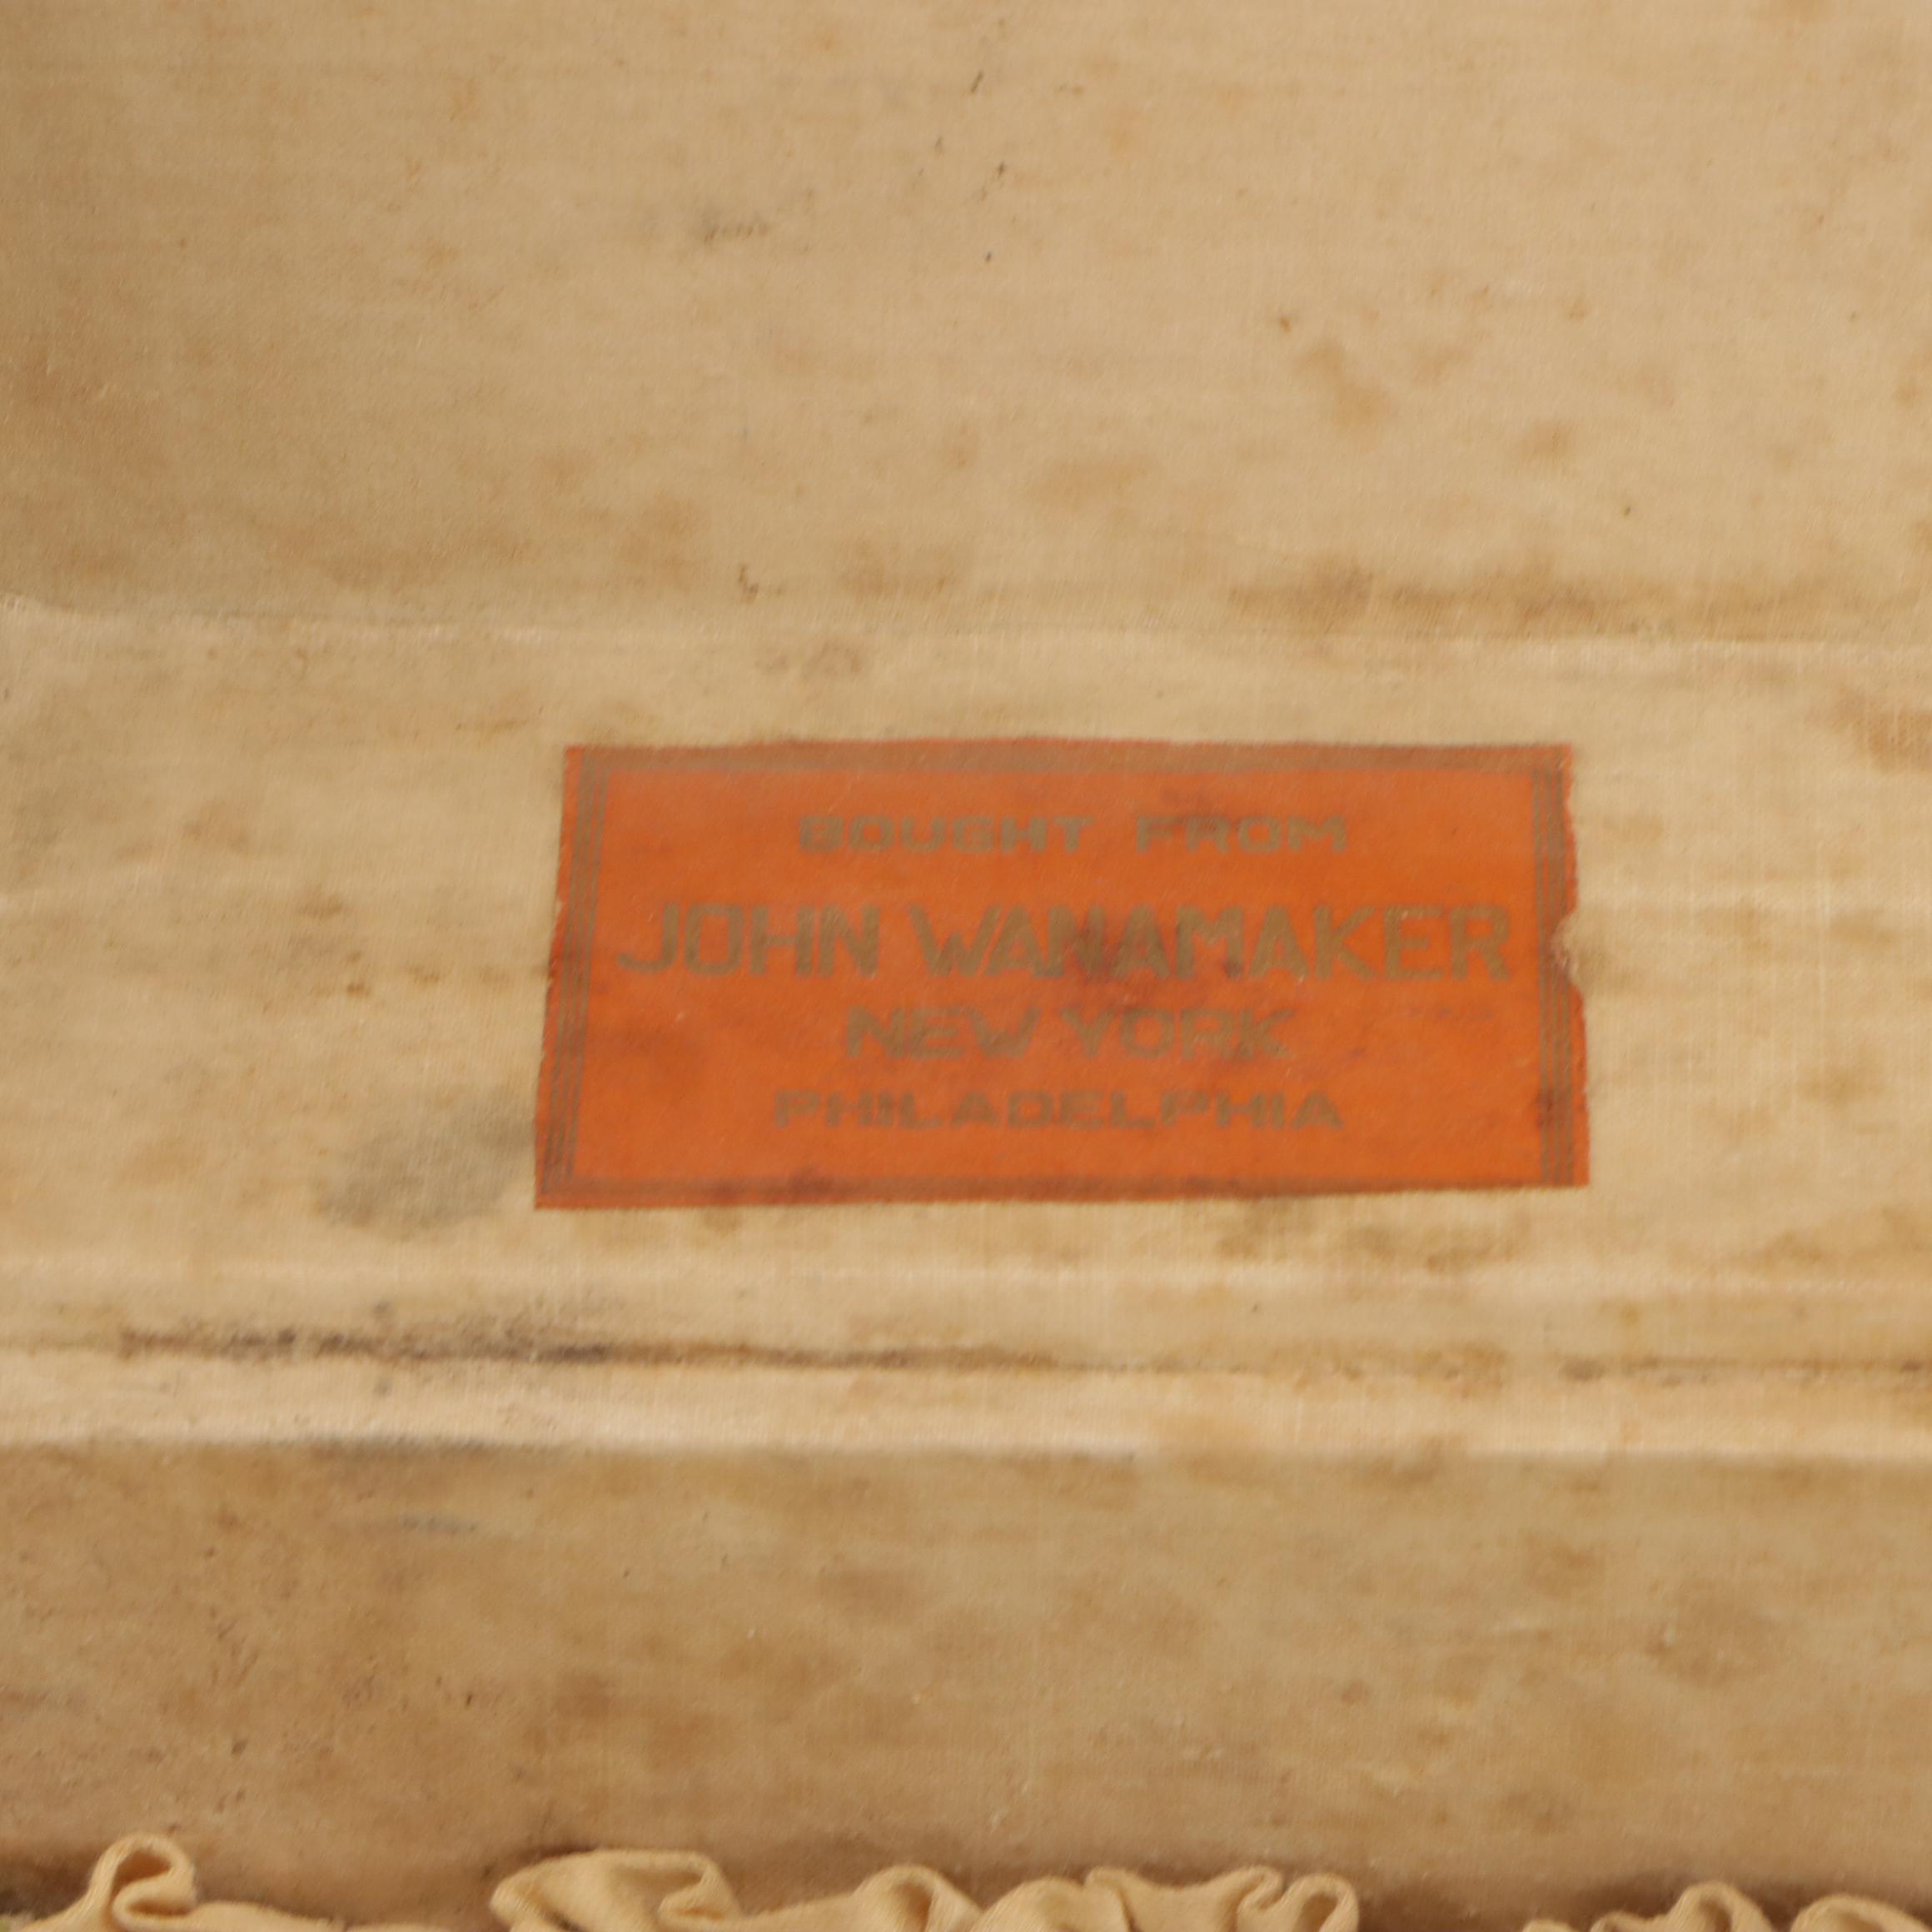 BOUGHT FROM
JOHN WANAMAKER
NEW YORK
PHILADELPHIA